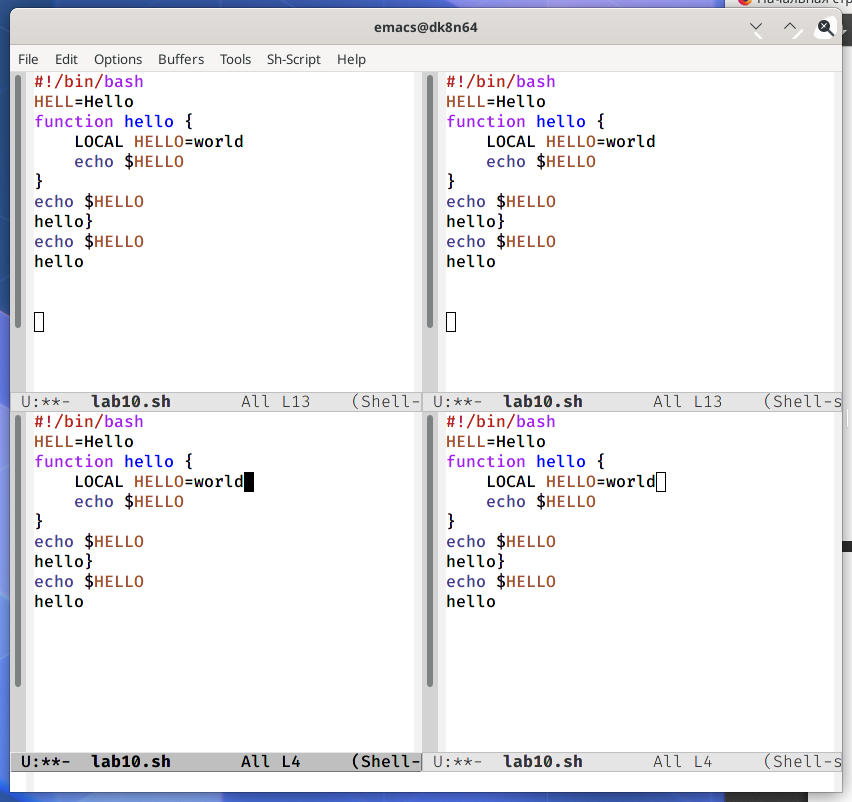 Начальная стр
emacs@dk8n64
File Edit Options Buffers Tools Sh-Script Help
#!/bin/bash
HELL=Hello
function hello {
    LOCAL HELLO=world
    echo $HELLO
}
echo $HELLO
hello}
echo $HELLO
hello
U:**-  lab10.sh       All L13    (Shell-
#!/bin/bash
HELL=Hello
function hello {
    LOCAL HELLO=world
    echo $HELLO
}
echo $HELLO
hello}
echo $HELLO
hello
U:**-  lab10.sh       All L13    (Shell-s
#!/bin/bash
HELL=Hello
function hello {
    LOCAL HELLO=world
    echo $HELLO
}
echo $HELLO
hello}
echo $HELLO
hello
U:**-  lab10.sh       All L4     (Shell-
#!/bin/bash
HELL=Hello
function hello {
    LOCAL HELLO=world
    echo $HELLO
}
echo $HELLO
hello}
echo $HELLO
hello
U:**-  lab10.sh       All L4     (Shell-s